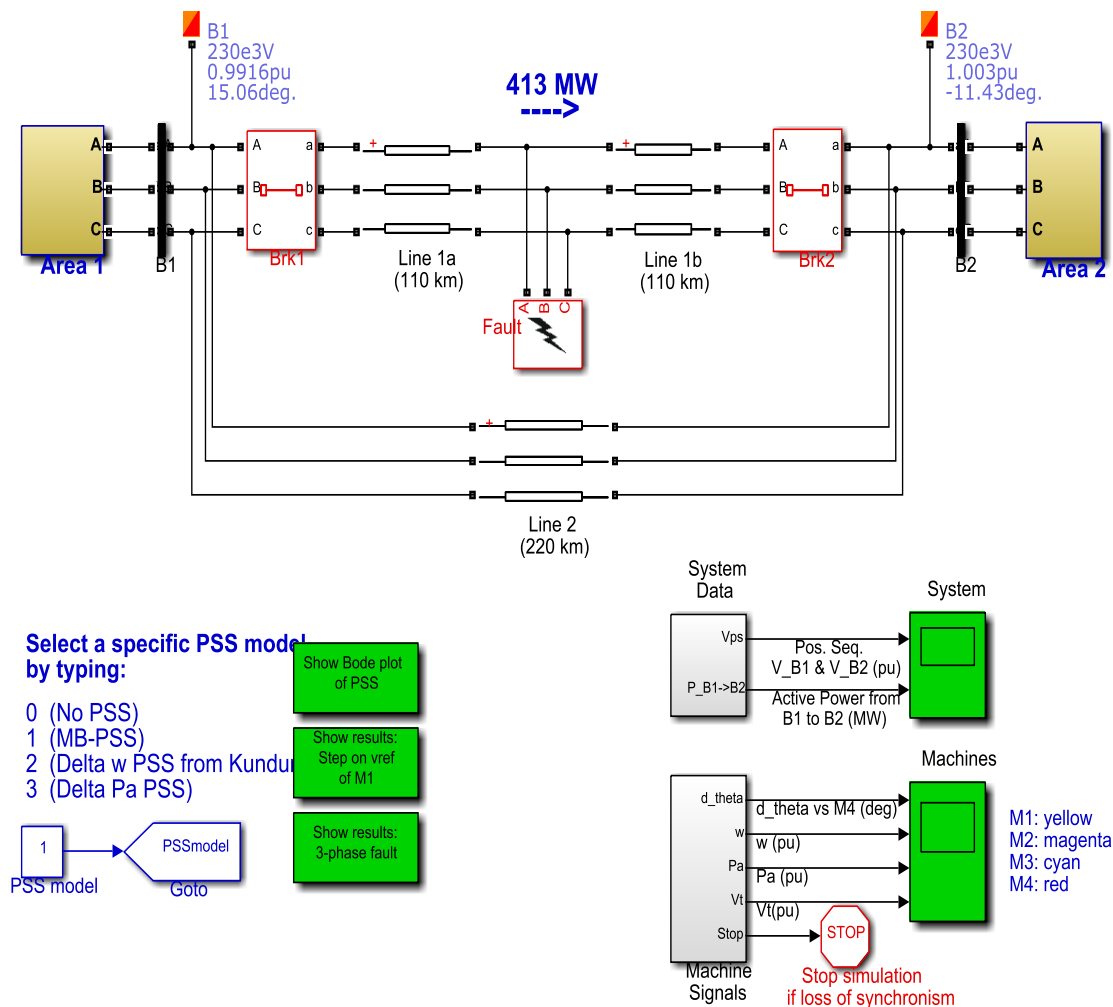 B1
230e3V
0.9916pu
15.06deg.
B2
230e3V
1.003pu
-11.43deg.
413 MW
---->
A
B
C
Area 1
B1
A
B
C
a
b
c
Brk1
+
Line 1a
(110 km)
+
Line 1b
(110 km)
A
B
C
a
b
c
Brk2
B2
A
B
C
Area 2
A
B
C
Fault
+
Line 2
(220 km)
Select a specific PSS model
by typing:
0 (No PSS)
1 (MB-PSS)
2 (Delta w PSS from Kundur
3 (Delta Pa PSS)
1
PSS model
PSSmodel
Goto
Show Bode plot
of PSS
Show results:
Step on vref
of M1
Show results:
3-phase fault
System
Data
Vps
P_B1->B2
Pos. Seq.
V_B1 & V_B2 (pu)
Active Power from
B1 to B2 (MW)
System
Machines
d_theta
w
Pa
Vt
Stop
d_theta vs M4 (deg)
w (pu)
Pa (pu)
Vt(pu)
STOP
Machine
Signals
Stop simulation
if loss of synchronism
M1: yellow
M2: magenta
M3: cyan
M4: red